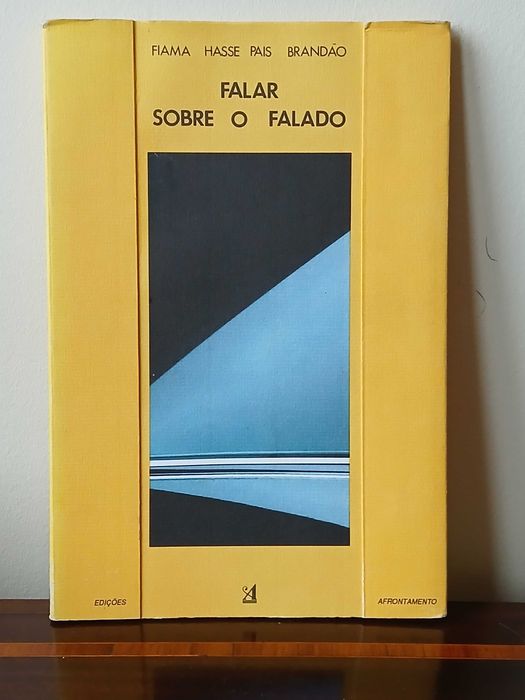 FIAMA HASSE PAIS BRANDÃO
FALAR
SOBRE O FALADO
EDIÇÕES
A
AFRONTAMENTO